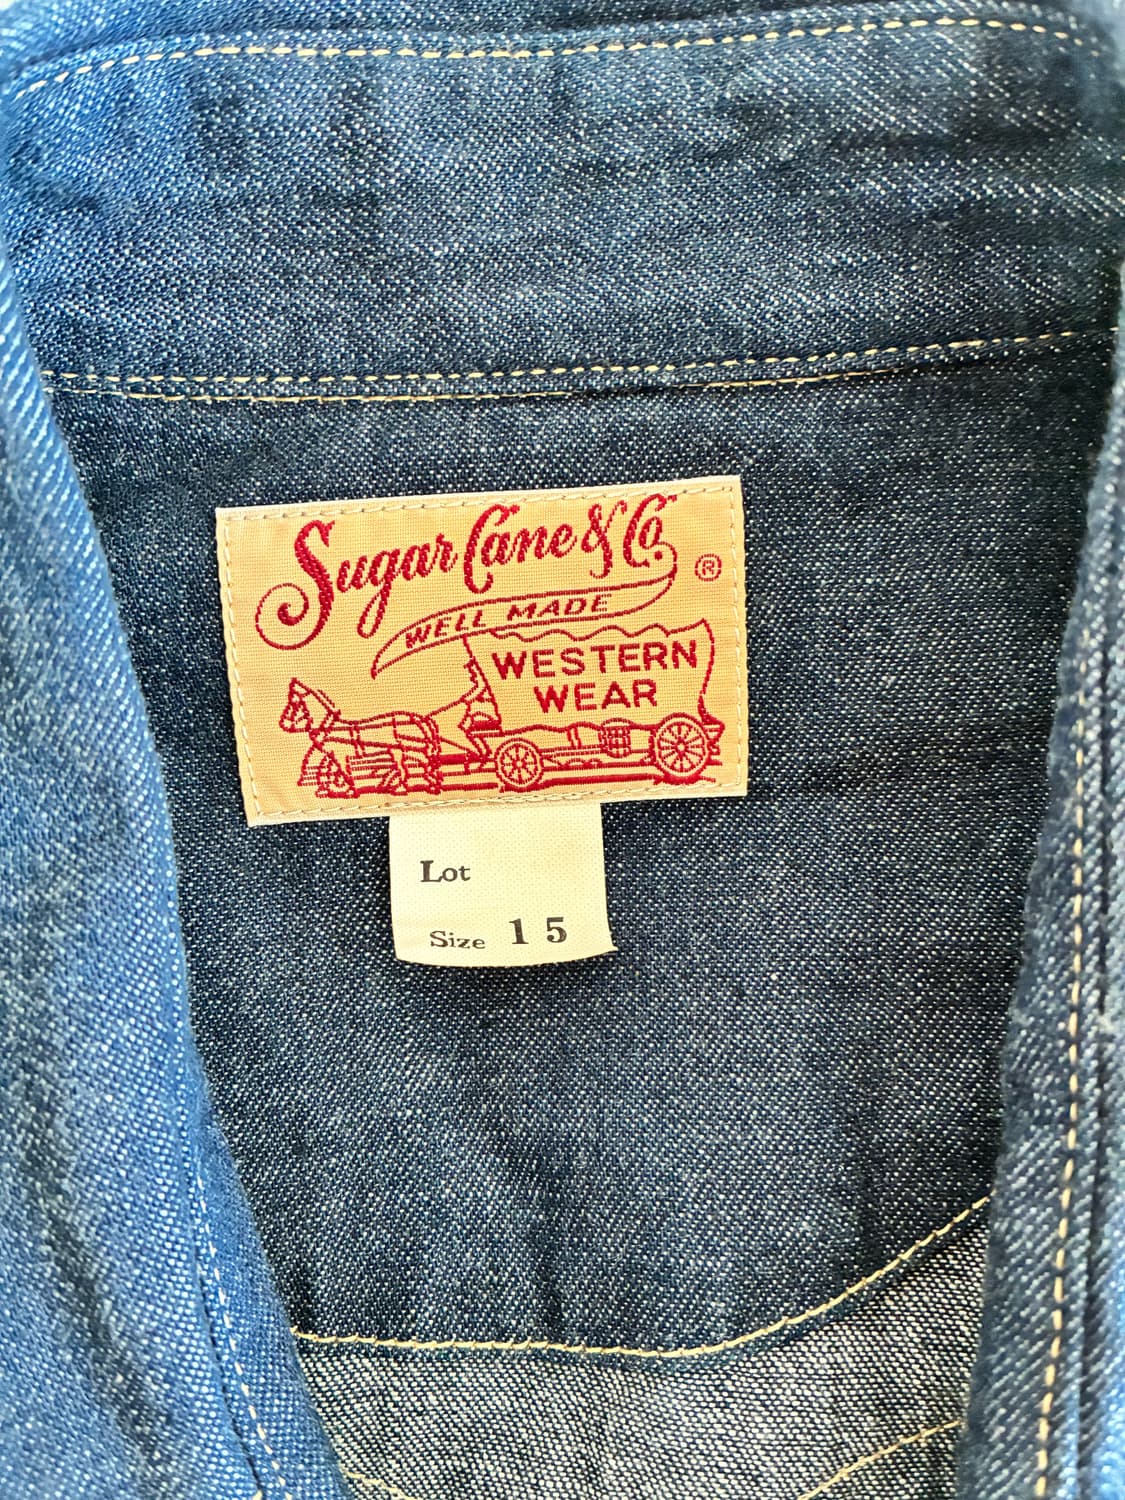 Sugar Cane & Co.
®
WELL MADE
WESTERN
WEAR
Lot
Size 15